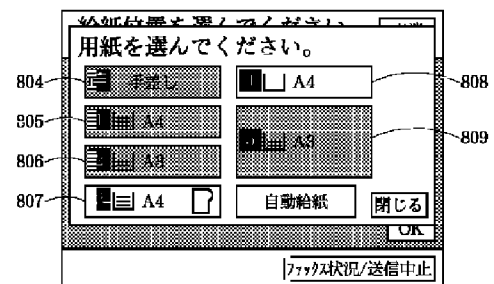 給紙位置を選んでください
用紙を選んでください。
804
手差し
A4
808
805
A4
A3
809
806
A3
807
A4
自動給紙
閉じる
OK
ファックス状況/送信中止